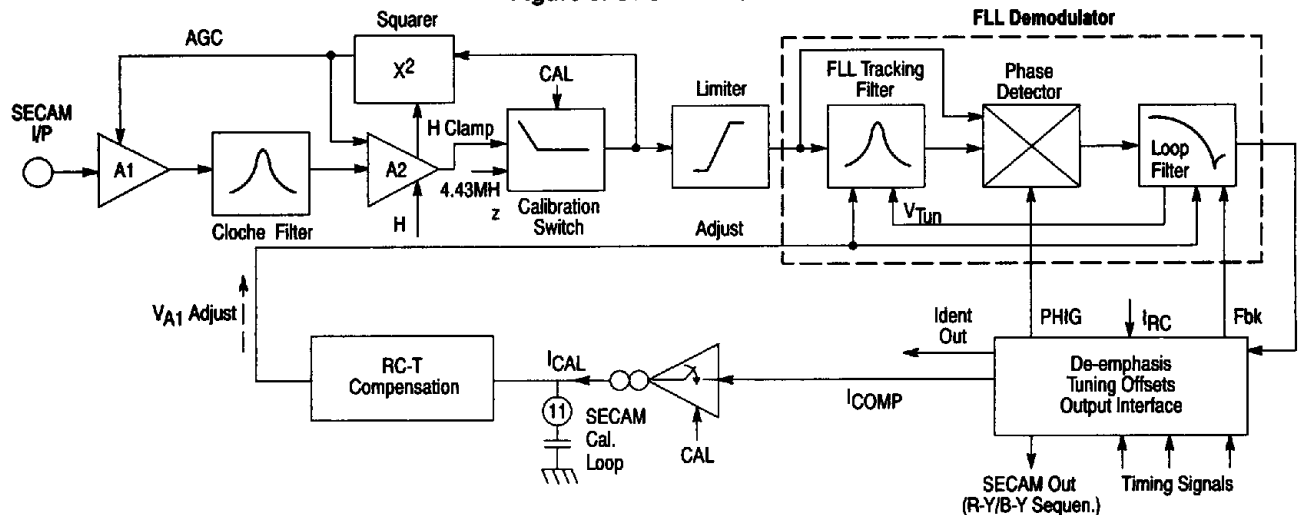 Squarer
FLL Demodulator
AGC
X2
CAL
Limiter
FLL Tracking
Filter
Phase
Detector
SECAM
I/P
H Clamp
A1
A2
Loop
Filter
4.43MH
z
Cloche Filter
H
Calibration
Switch
VTun
Adjust
VA1 Adjust
Ident
Out
PHIG
IRC
Fbk
RC-T
Compensation
ICAL
De-emphasis
Tuning Offsets
Output Interface
ICOMP
11
SECAM
Cal.
Loop
CAL
SECAM Out
(R-Y/B-Y Sequen.)
Timing Signals